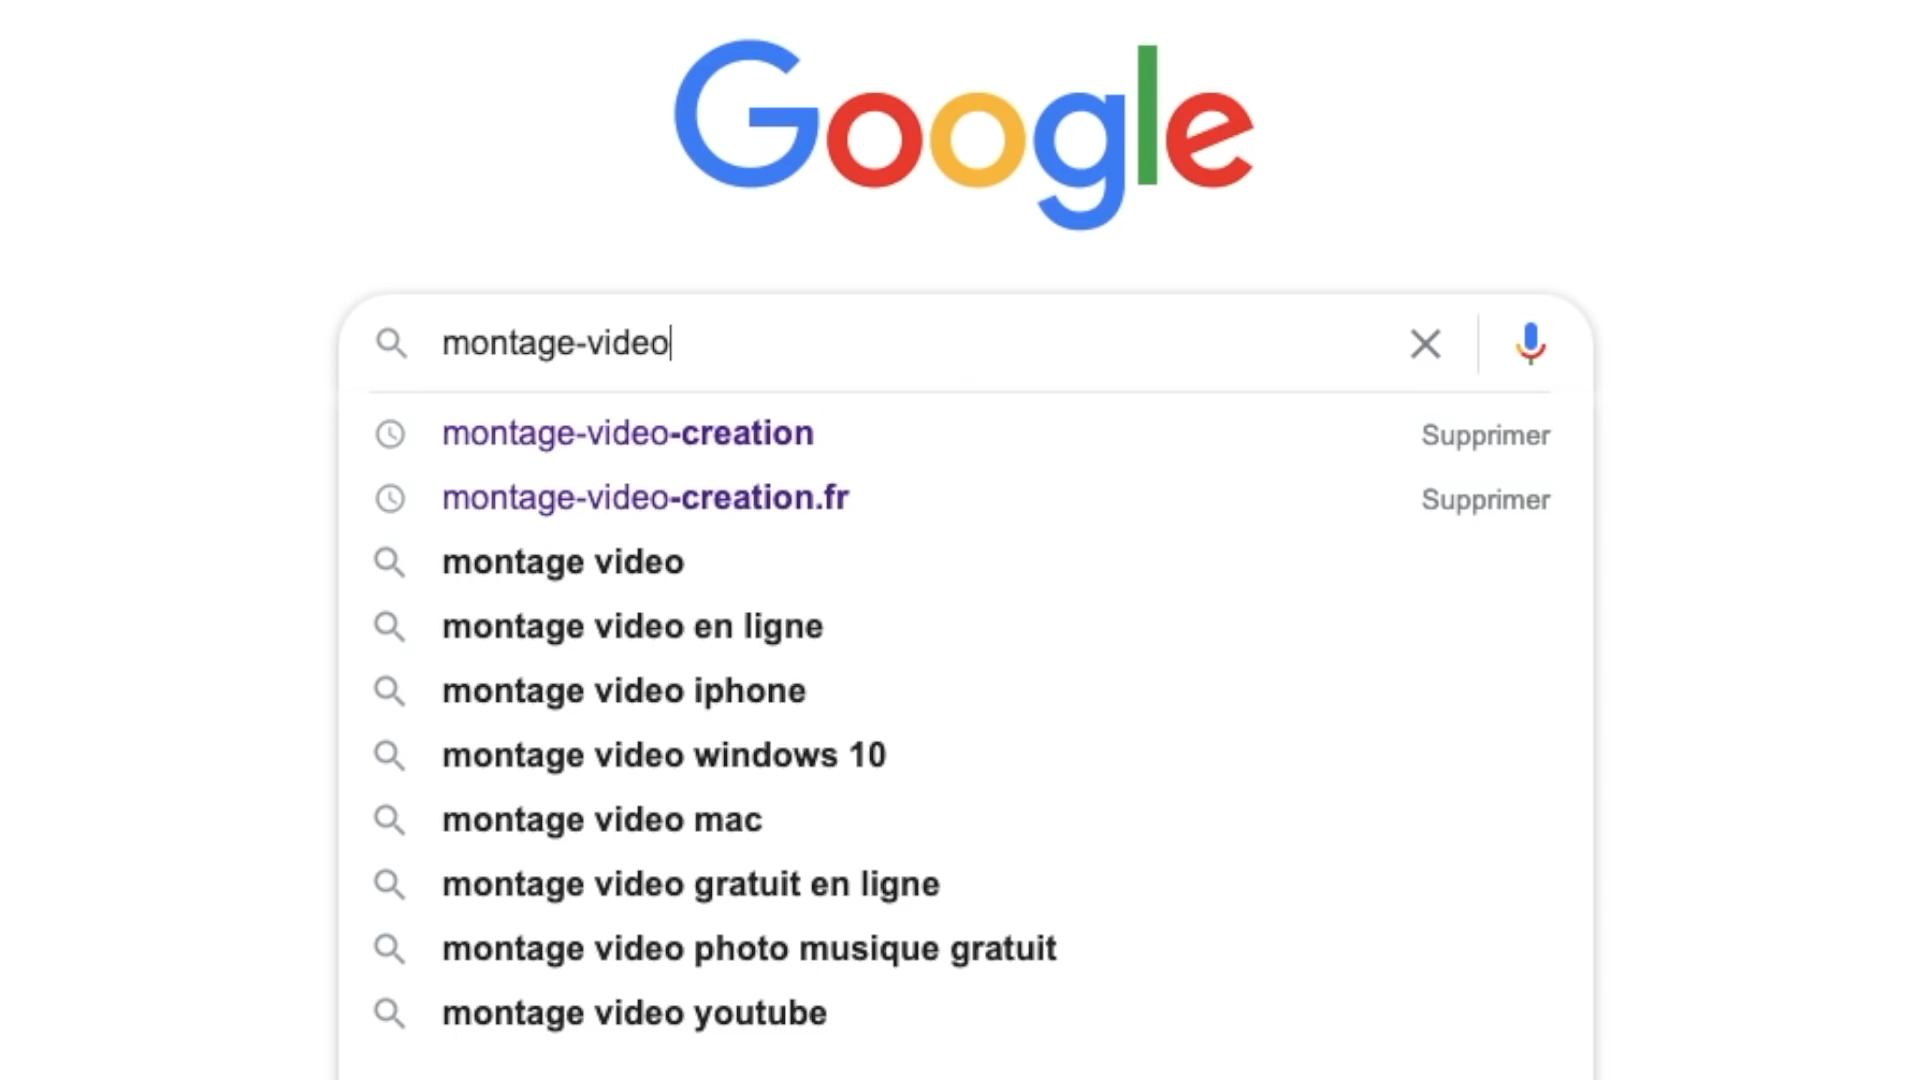 Google
montage-video
montage-video-creation Supprimer
montage-video-creation.fr Supprimer
montage video
montage video en ligne
montage video iphone
montage video windows 10
montage video mac
montage video gratuit en ligne
montage video photo musique gratuit
montage video youtube